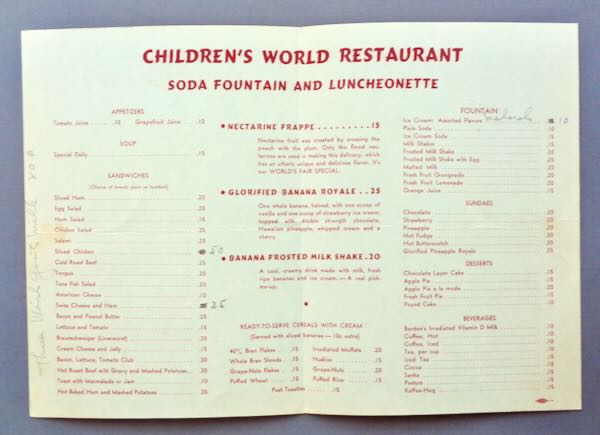 CHILDREN'S WORLD RESTAURANT
SODA FOUNTAIN AND LUNCHEONETTE
APPETIZERS
Tomato Juice .10 Grapefruit Juice .10
SOUP
Special Daily .15
SANDWICHES
(Choice of bread, plain or toasted)
Sliced Ham .20
Egg Salad .20
Ham Salad .15
Chicken Salad .25
Salami .20
Sliced Chicken 50
Cold Roast Beef .25
Tongue .20
Tuna Fish Salad .20
American Cheese .10
Swiss Cheese and Ham 35
Bacon and Peanut Butter .25
Lettuce and Tomato .15
Braunschweiger (Liverwurst) .20
Cream Cheese and Jelly .15
Bacon, Lettuce, Tomato Club .20
Hot Roast Beef with Gravy and Mashed Potatoes .30
Toast with Marmalade or Jam .10
Hot Baked Ham and Mashed Potatoes .35
• NECTARINE FRAPPE .15
Nectarine fruit was created by crossing the
peach with the plum. Only the finest nec-
tarines are used in making this delicacy, which
has an utterly unique and delicious flavor. It's
our WORLD'S FAIR SPECIAL.
• GLORIFIED BANANA ROYALE .25
One whole banana, halved, with one scoop of
vanilla and one scoop of strawberry ice cream,
topped with double strength chocolate,
Hawaiian pineapple, whipped cream and a
cherry.
• BANANA FROSTED MILK SHAKE .20
A cool, creamy drink made with milk, fresh
ripe bananas and ice cream.—A real pick-
me-up.
READY-TO-SERVE CEREALS WITH CREAM
(Served with sliced bananas— 10c extra)
40% Bran Flakes .15 Irradiated Muffets .20
Whole Bran Shreds .15 Huskies .15
Grape-Nuts Flakes .15 Grape-Nuts .20
Puffed Wheat .15 Puffed Rice .15
Post Toasties .15
FOUNTAIN
Ice Cream: Assorted Flavors 10
Plain Soda .10
Ice Cream Soda .15
Milk Shakes .15
Frosted Milk Shake .20
Frosted Milk Shake with Egg .25
Malted Milk .20
Fresh Fruit Orangeade .20
Fresh Fruit Lemonade .20
Orange Juice .15
SUNDAES
Chocolate .20
Strawberry .20
Pineapple .20
Hot Fudge .20
Hot Butterscotch .20
Glorified Pineapple Royale .25
DESSERTS
Chocolate Layer Cake .15
Apple Pie .15
Apple Pie a la mode .20
Fresh Fruit Pie .15
Pound Cake .10
BEVERAGES
Borden's Irradiated Vitamin D Milk .10
Coffee, Hot .10
Coffee, Iced .10
Tea, per cup .10
Iced Tea .15
Cocoa .10
Sanka .15
Postum .15
Kaffee-Hag .15